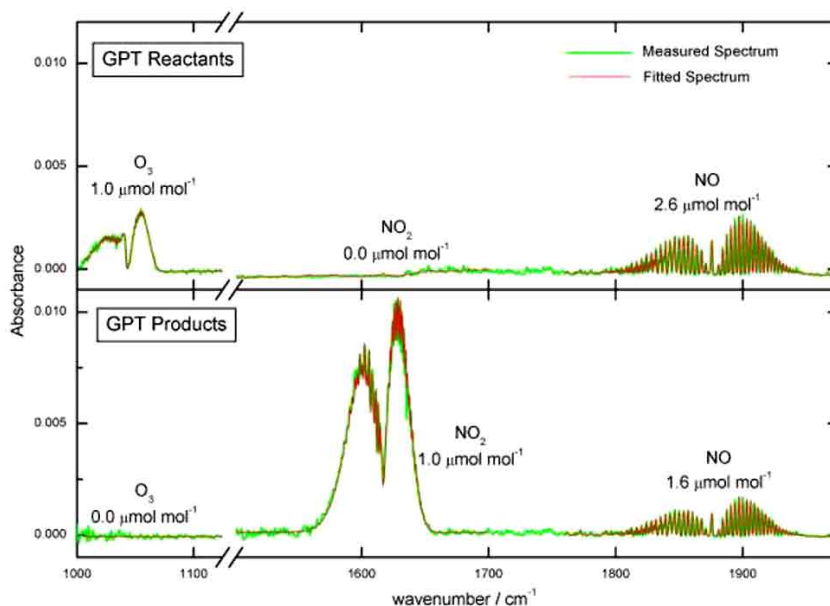 GPT Reactants
Measured Spectrum
Fitted Spectrum
0.010
0.005
0.000
O₃
1.0 μmol mol⁻¹
NO₂
0.0 μmol mol⁻¹
NO
2.6 μmol mol⁻¹
Absorbance
GPT Products
0.010
0.005
0.000
O₃
0.0 μmol mol⁻¹
NO₂
1.0 μmol mol⁻¹
NO
1.6 μmol mol⁻¹
1000 1100 1600 1700 1800 1900
wavenumber / cm⁻¹